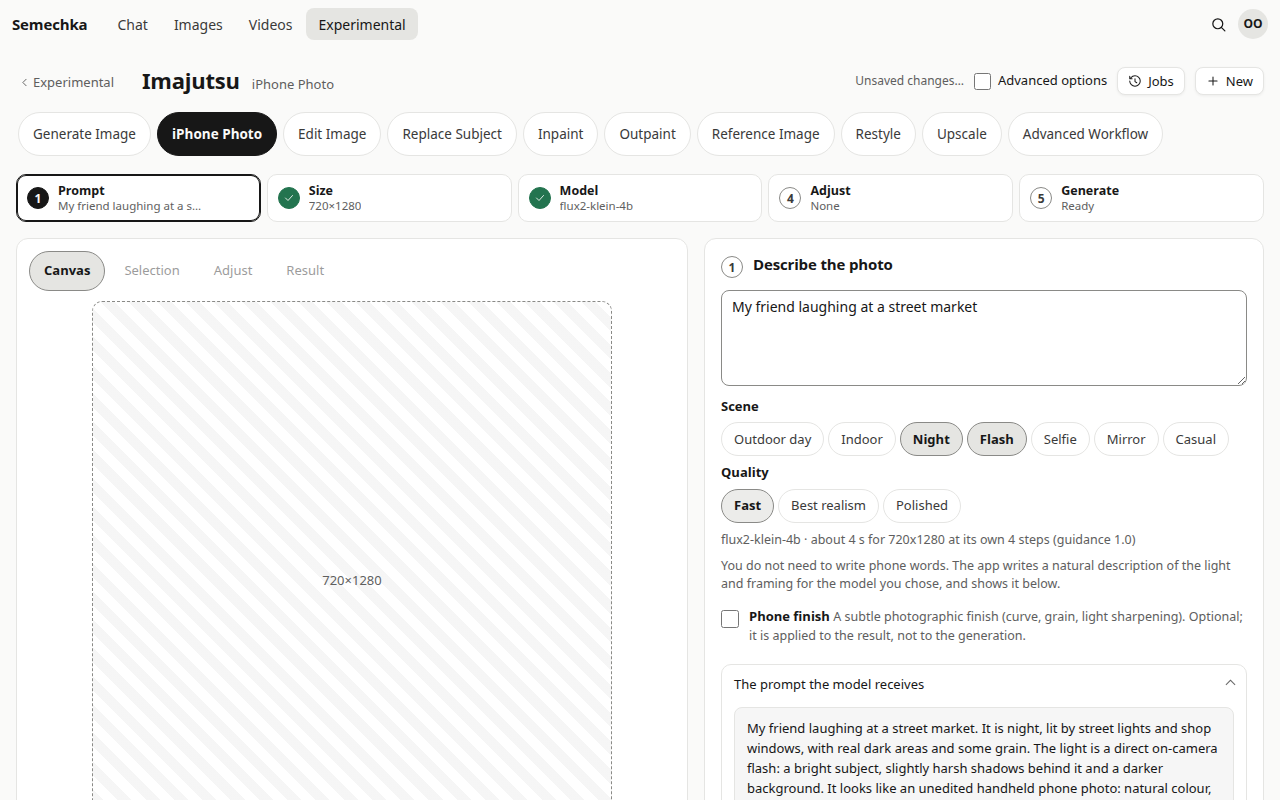 Semechka Chat Images Videos Experimental OO
Experimental Imajutsu iPhone Photo Unsaved changes... Advanced options Jobs New
Generate Image iPhone Photo Edit Image Replace Subject Inpaint Outpaint Reference Image Restyle Upscale Advanced Workflow
1 Prompt
My friend laughing at a s...
Size
720×1280
Model
flux2-klein-4b
4 Adjust
None
5 Generate
Ready
Canvas Selection Adjust Result
720×1280
1 Describe the photo
My friend laughing at a street market
Scene
Outdoor day Indoor Night Flash Selfie Mirror Casual
Quality
Fast Best realism Polished
flux2-klein-4b · about 4 s for 720x1280 at its own 4 steps (guidance 1.0)
You do not need to write phone words. The app writes a natural description of the light
and framing for the model you chose, and shows it below.
Phone finish A subtle photographic finish (curve, grain, light sharpening). Optional;
it is applied to the result, not to the generation.
The prompt the model receives
My friend laughing at a street market. It is night, lit by street lights and shop
windows, with real dark areas and some grain. The light is a direct on-camera
flash: a bright subject, slightly harsh shadows behind it and a darker
background. It looks like an unedited handheld phone photo: natural colour,